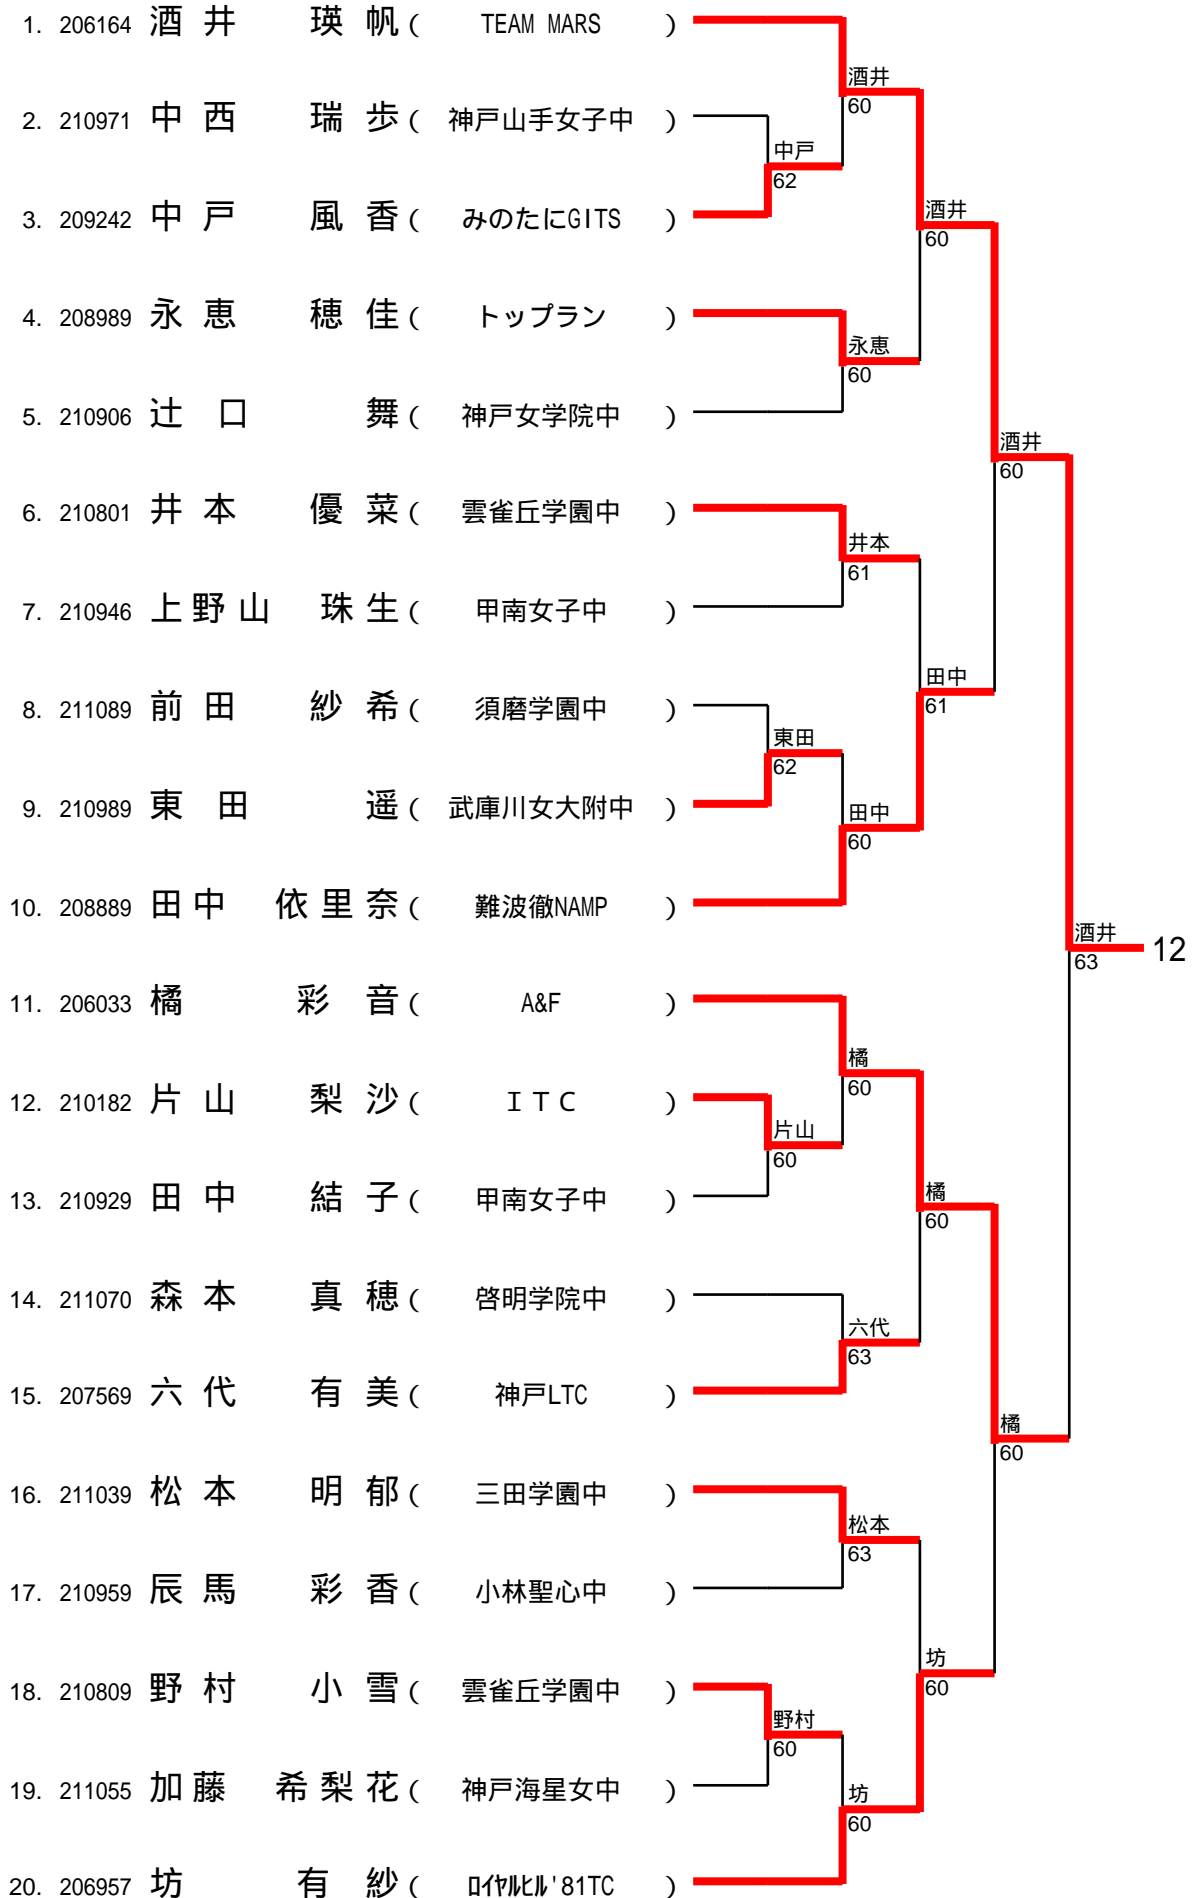 1. 206164 酒井 瑛帆 ( TEAM MARS )
酒井
60
2. 210971 中西 瑞歩 ( 神戸山手女子中 )
中戸
62
3. 209242 中戸 風香 ( みのたにGITS )
酒井
60
4. 208989 永恵 穂佳 ( トップラン )
永恵
60
5. 210906 辻口 舞 ( 神戸女学院中 )
酒井
60
6. 210801 井本 優菜 ( 雲雀丘学園中 )
井本
61
7. 210946 上野山 珠生 ( 甲南女子中 )
田中
61
8. 211089 前田 紗希 ( 須磨学園中 )
東田
62
9. 210989 東田 遥 ( 武庫川女大附中 )
田中
60
10. 208889 田中 依里奈 ( 難波徹NAMP )
酒井
63
12
11. 206033 橘 彩音 ( A&F )
橘
60
12. 210182 片山 梨沙 ( ITC )
片山
60
13. 210929 田中 結子 ( 甲南女子中 )
橘
60
14. 211070 森本 真穂 ( 啓明学院中 )
六代
63
15. 207569 六代 有美 ( 神戸LTC )
橘
60
16. 211039 松本 明郁 ( 三田学園中 )
松本
63
17. 210959 辰馬 彩香 ( 小林聖心中 )
坊
60
18. 210809 野村 小雪 ( 雲雀丘学園中 )
野村
60
19. 211055 加藤 希梨花 ( 神戸海星女中 )
坊
60
20. 206957 坊 有紗 ( ロイヤルヒル'81TC )